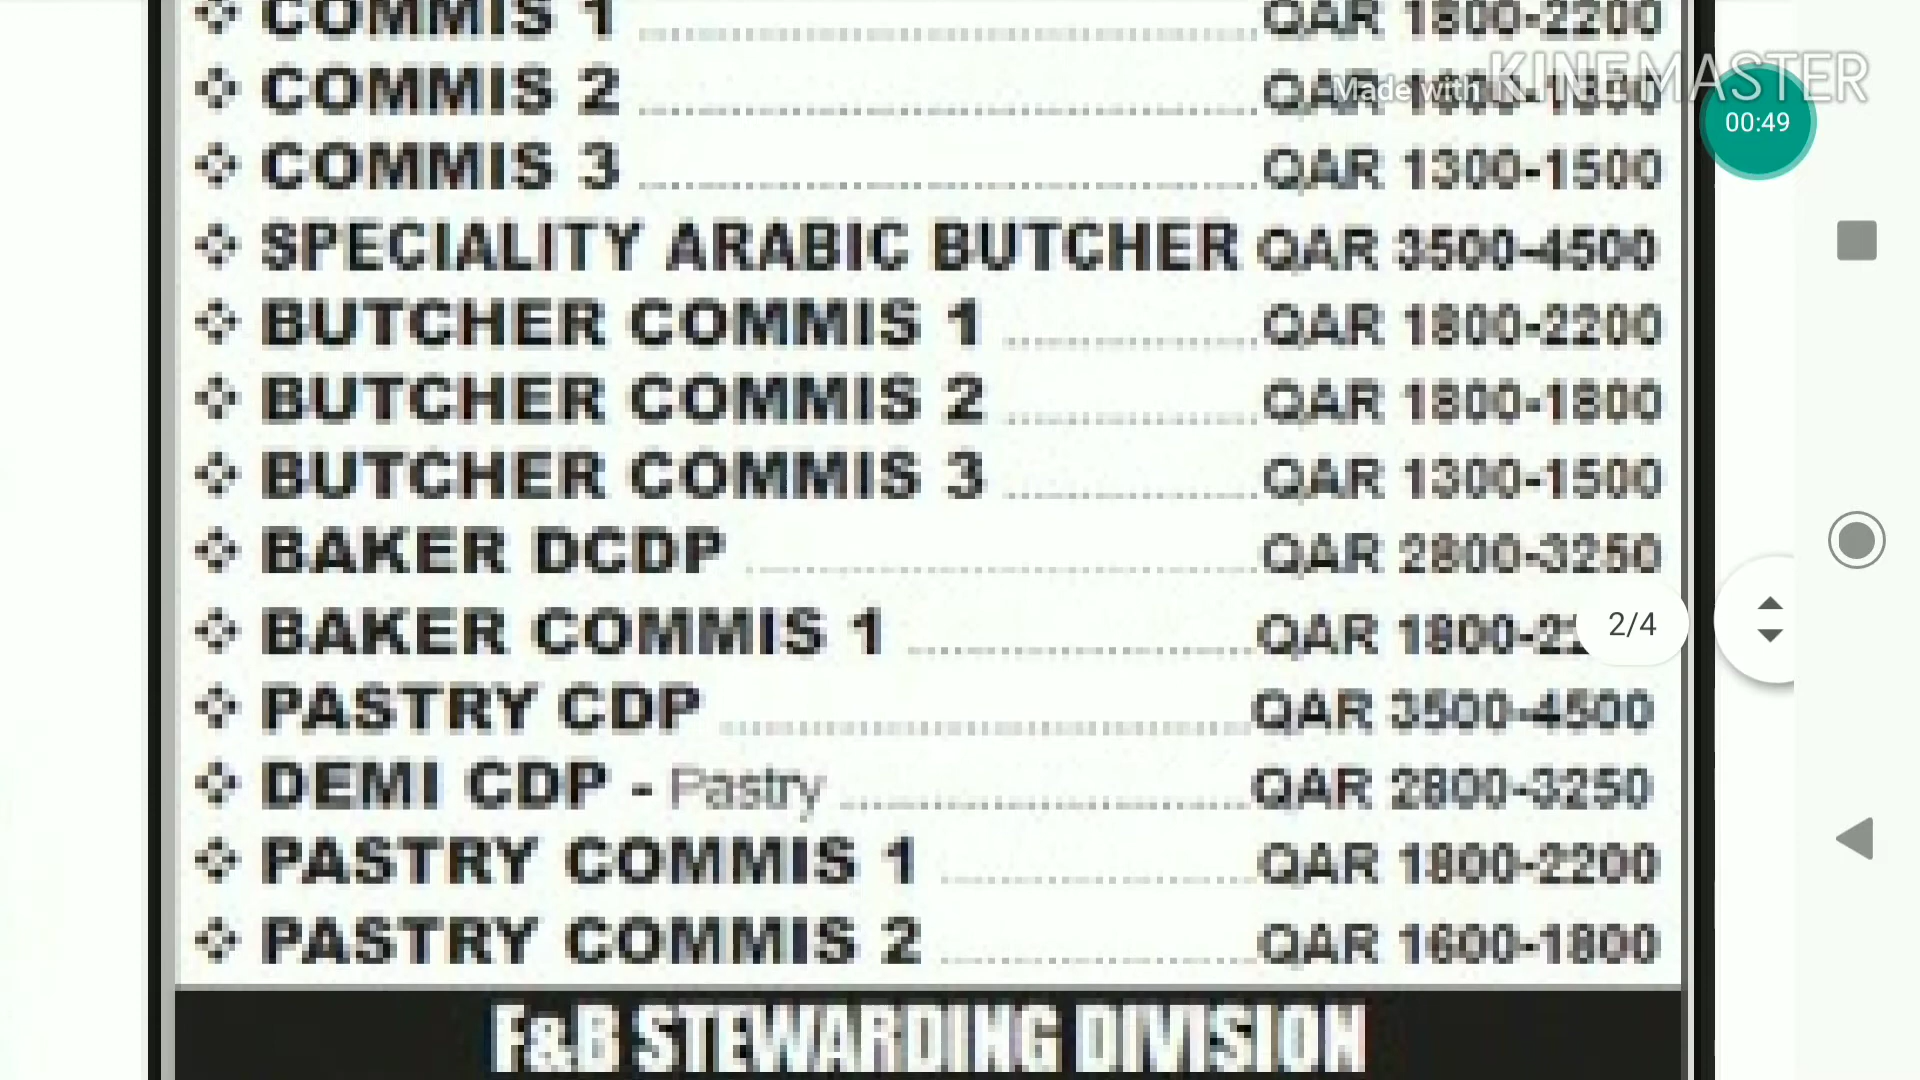 COMMIS 1 QAR 1800-2200
Made with KINEMASTER
COMMIS 2 QAR
00:49
COMMIS 3 QAR 1300-1500
SPECIALITY ARABIC BUTCHER QAR 3500-4500
BUTCHER COMMIS 1 QAR 1800-2200
BUTCHER COMMIS 2 QAR 1800-1800
BUTCHER COMMIS 3 QAR 1300-1500
BAKER DCDP QAR 2800-3250
BAKER COMMIS 1 QAR
2/4
PASTRY CDP QAR 3500-4500
DEMI CDP - Pastry QAR 2800-3250
PASTRY COMMIS 1 QAR 1800-2200
PASTRY COMMIS 2 QAR 1600-1800
F&B STEWARDING DIVISION